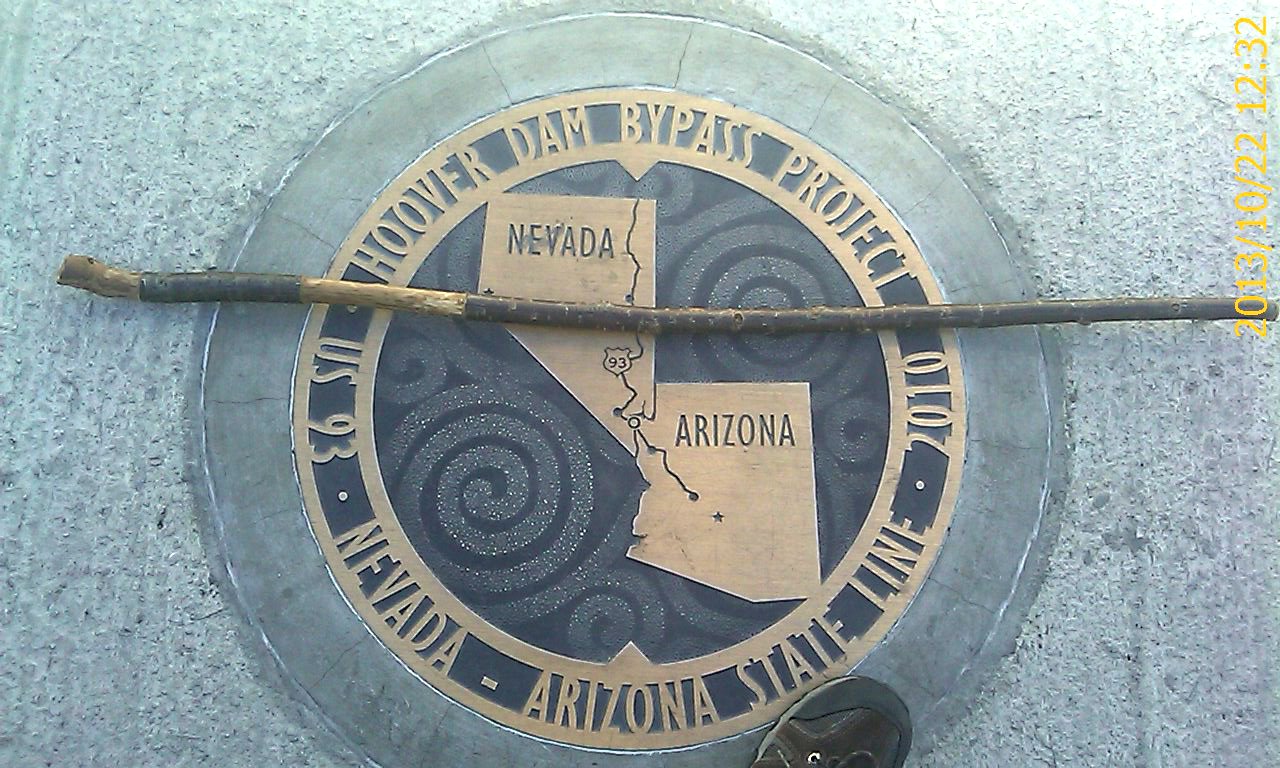 HOOVER DAM BYPASS PROJECT 2010
US 93
NEVADA - ARIZONA STATE LINE
NEVADA
93
ARIZONA
2013/10/22 12:32